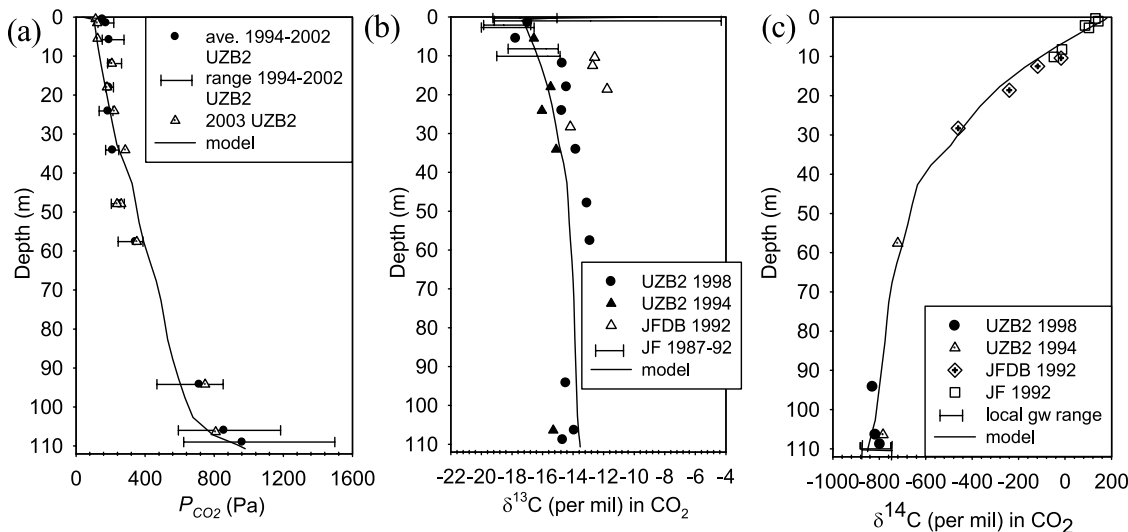 (a)
0
10
20
30
40
50
60
70
80
90
100
110
Depth (m)
ave. 1994-2002
UZB2
range 1994-2002
UZB2
2003 UZB2
model
0 400 800 1200 1600
P_CO2 (Pa)
(b)
0
10
20
30
40
50
60
70
80
90
100
110
Depth (m)
UZB2 1998
UZB2 1994
JFDB 1992
JF 1987-92
model
-22 -20 -18 -16 -14 -12 -10 -8 -6 -4
δ¹³C (per mil) in CO₂
(c)
0
10
20
30
40
50
60
70
80
90
100
110
Depth (m)
UZB2 1998
UZB2 1994
JFDB 1992
JF 1992
local gw range
model
-1000 -800 -600 -400 -200 0 200
δ¹⁴C (per mil) in CO₂